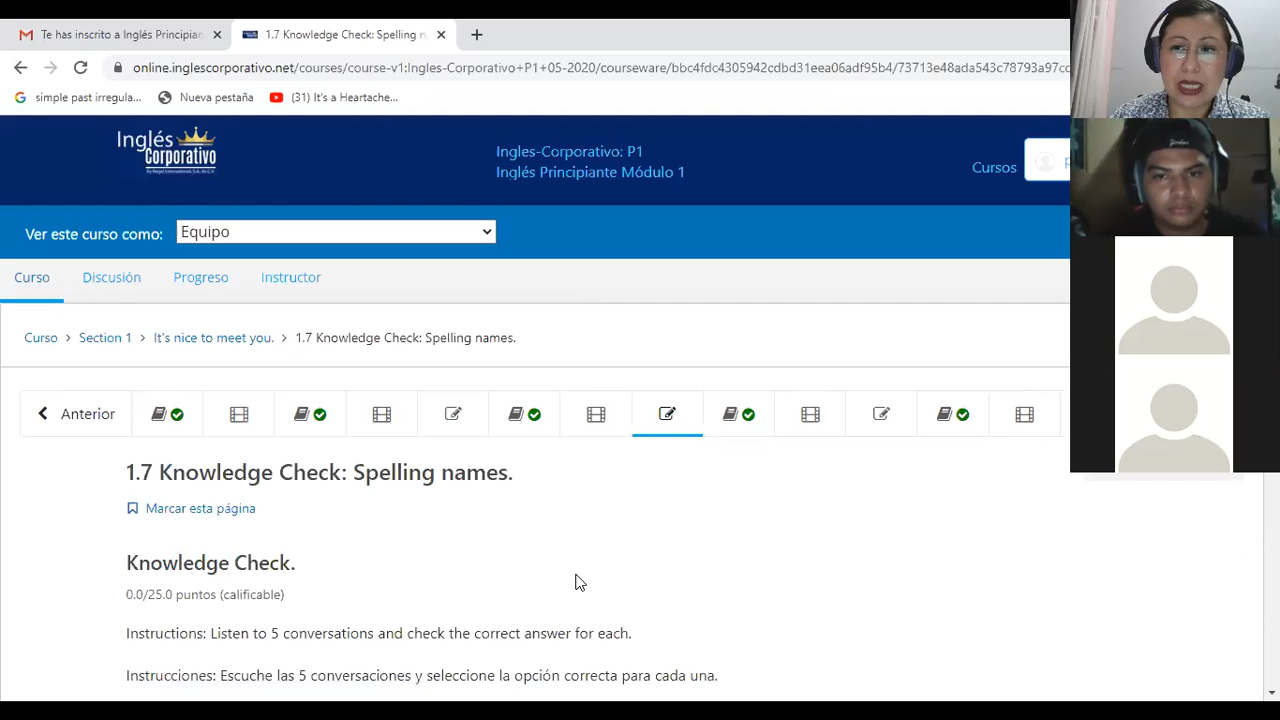 Te has inscrito a Inglés Principian
1.7 Knowledge Check: Spelling n
online.inglescorporativo.net/courses/course-v1:Ingles-Corporativo+P1+05-2020/courseware/bbc4fdc4305942cdbd31eea06adf95b4/73713e48ada543c78793a97cc
simple past irregula...
Nueva pestaña
(31) It's a Heartache...
Inglés
Corporativo
Ingles-Corporativo: P1
Inglés Principiante Módulo 1
Cursos
Ver este curso como:
Equipo
Curso
Discusión
Progreso
Instructor
Curso > Section 1 > It's nice to meet you. > 1.7 Knowledge Check: Spelling names.
Anterior
1.7 Knowledge Check: Spelling names.
Marcar esta página
Knowledge Check.
0.0/25.0 puntos (calificable)
Instructions: Listen to 5 conversations and check the correct answer for each.
Instrucciones: Escuche las 5 conversaciones y seleccione la opción correcta para cada una.